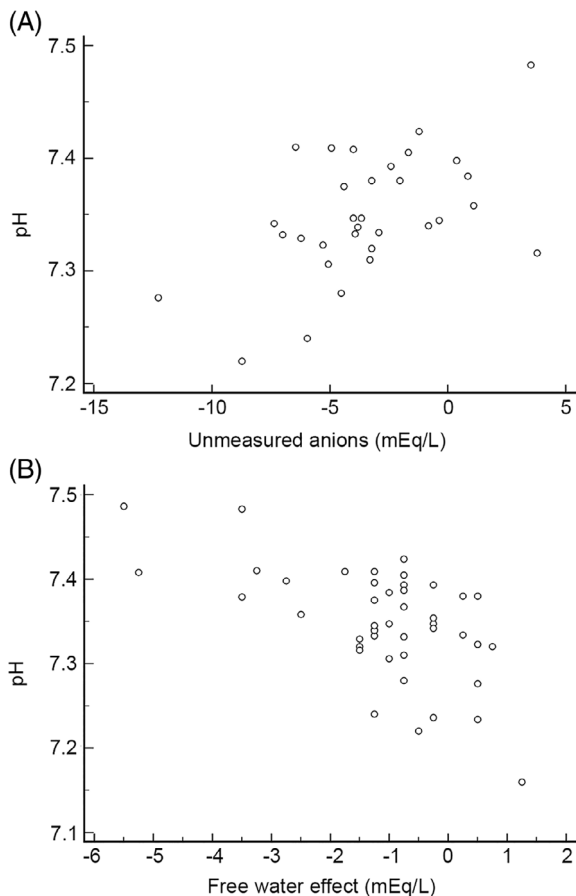 (A)
7.5
7.4
7.3
7.2
pH
-15 -10 -5 0 5
Unmeasured anions (mEq/L)
(B)
7.5
7.4
7.3
7.2
7.1
pH
-6 -5 -4 -3 -2 -1 0 1 2
Free water effect (mEq/L)